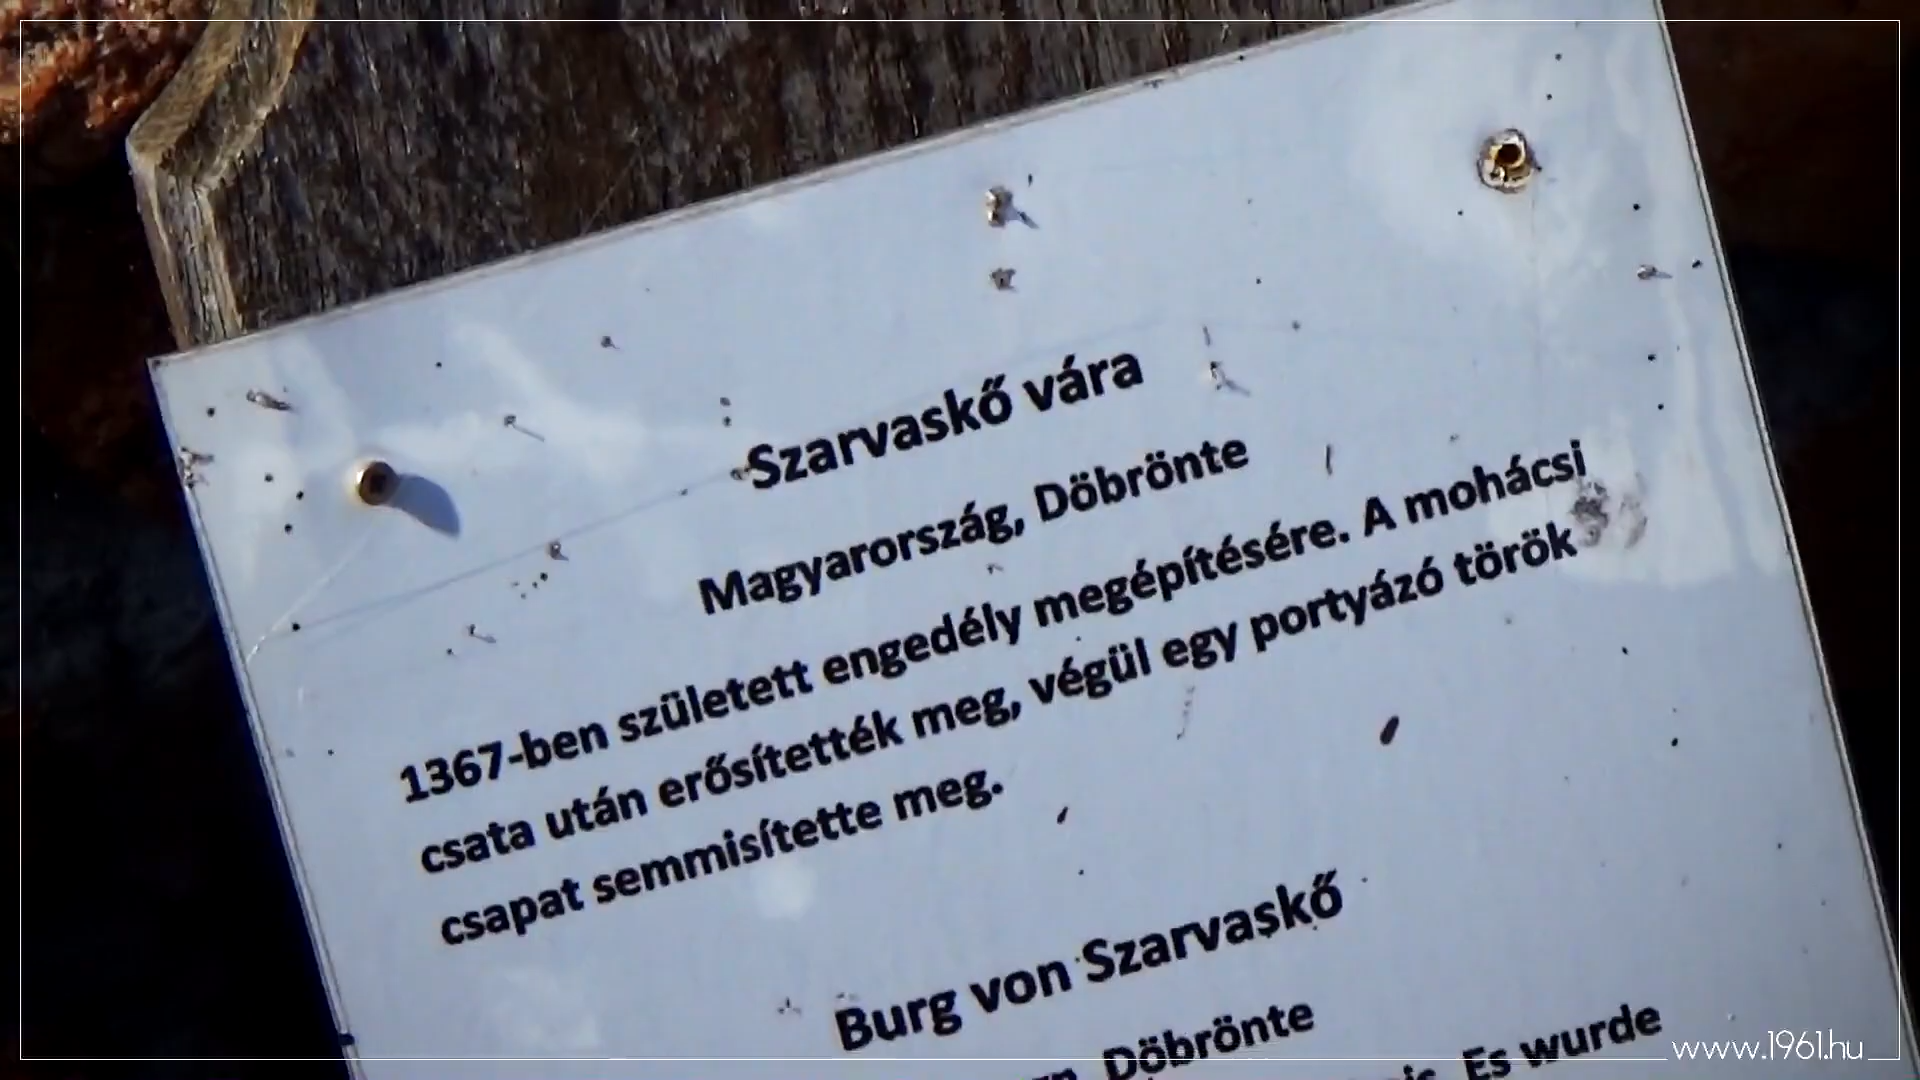 Szarvaskő vára
Magyarország, Döbrönte
1367-ben született engedély megépítésére. A mohácsi
csata után erősítették meg, végül egy portyázó török
csapat semmisítette meg.
Burg von Szarvaskő
Döbrönte
Es wurde
www.1961.hu